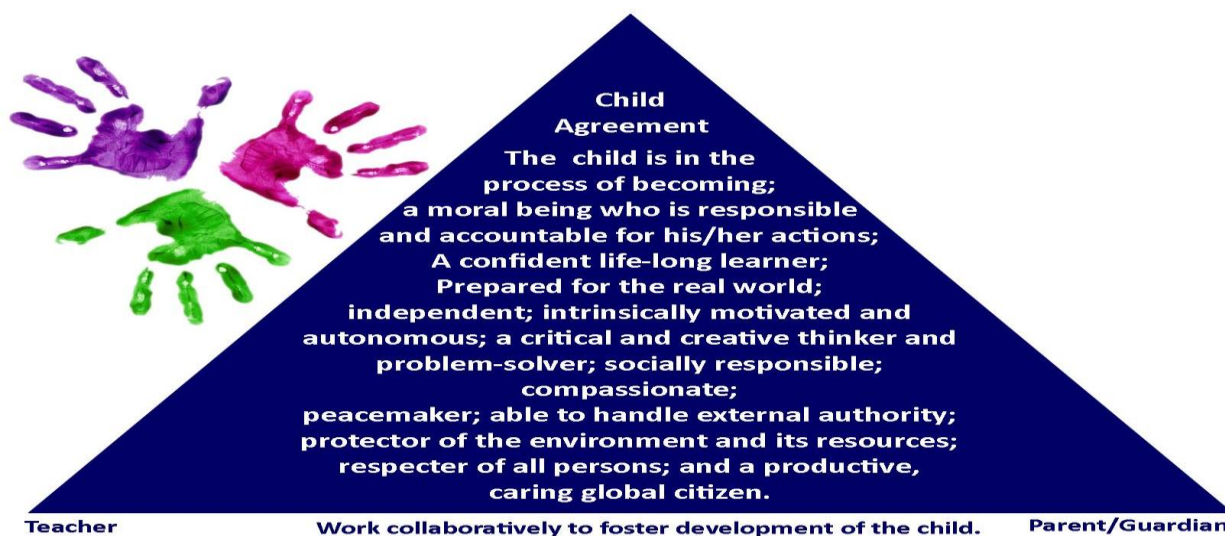 Child
Agreement
The child is in the
process of becoming;
a moral being who is responsible
and accountable for his/her actions;
A confident life-long learner;
Prepared for the real world;
independent; intrinsically motivated and
autonomous; a critical and creative thinker and
problem-solver; socially responsible;
compassionate;
peacemaker; able to handle external authority;
protector of the environment and its resources;
respecter of all persons; and a productive,
caring global citizen.
Teacher Work collaboratively to foster development of the child. Parent/Guardian